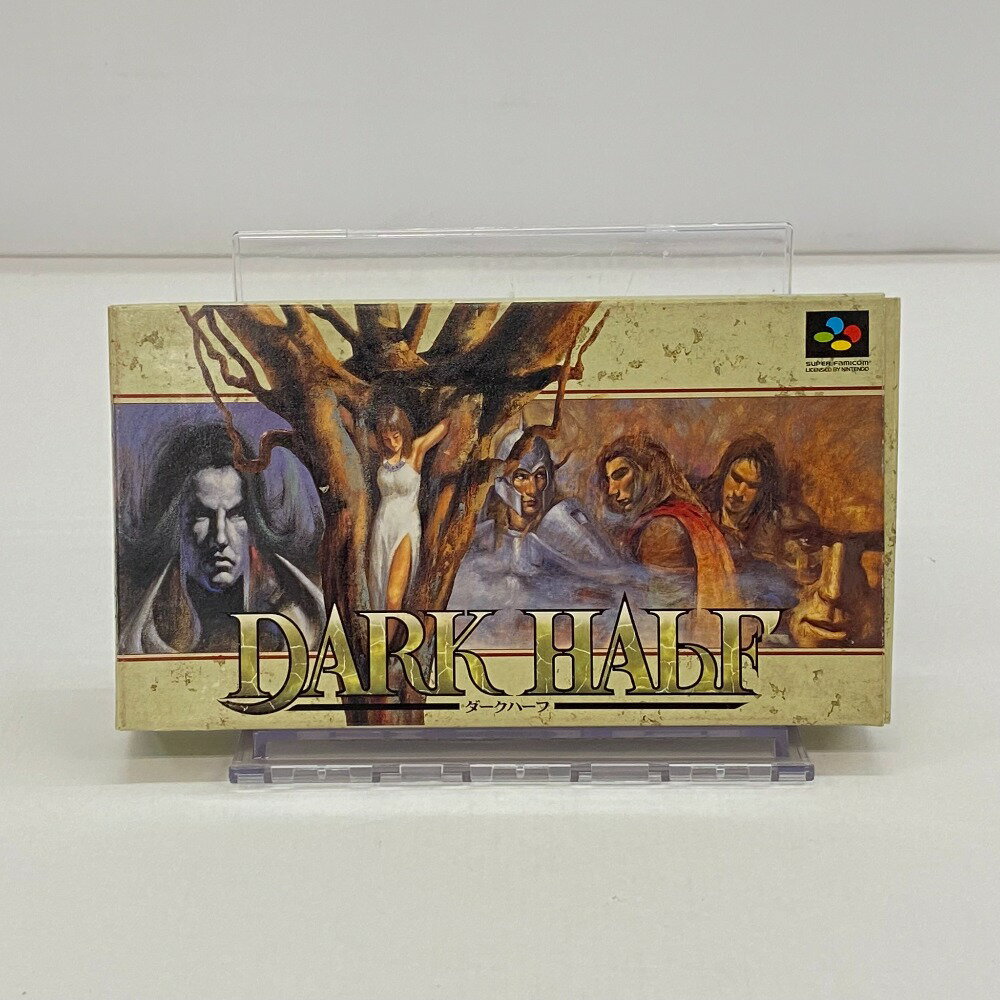 SUPER FAMICOM
LICENSED BY NINTENDO
DARK HALF
ダークハーフ